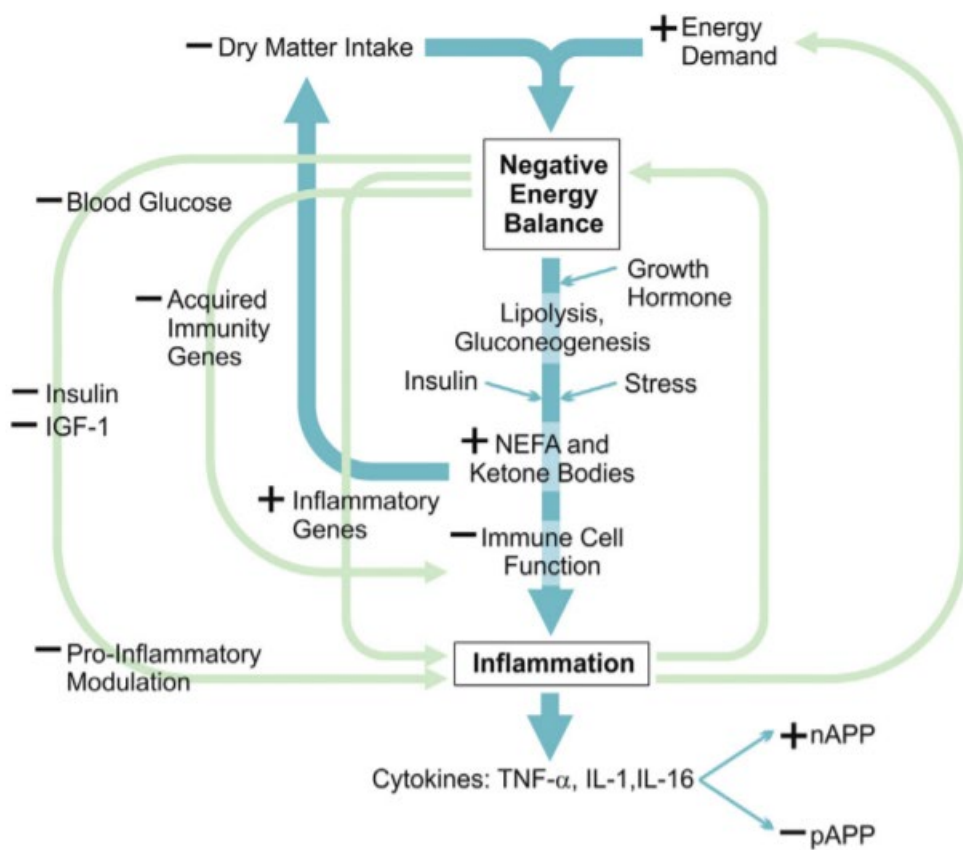 − Dry Matter Intake
+ Energy
Demand
Negative
Energy
Balance
− Blood Glucose
Growth
Hormone
− Acquired
Immunity
Genes
Lipolysis,
Gluconeogenesis
− Insulin
− IGF-1
Insulin
Stress
+ NEFA and
Ketone Bodies
+ Inflammatory
Genes
− Immune Cell
Function
− Pro-Inflammatory
Modulation
Inflammation
Cytokines: TNF-α, IL-1,IL-16
+ nAPP
− pAPP